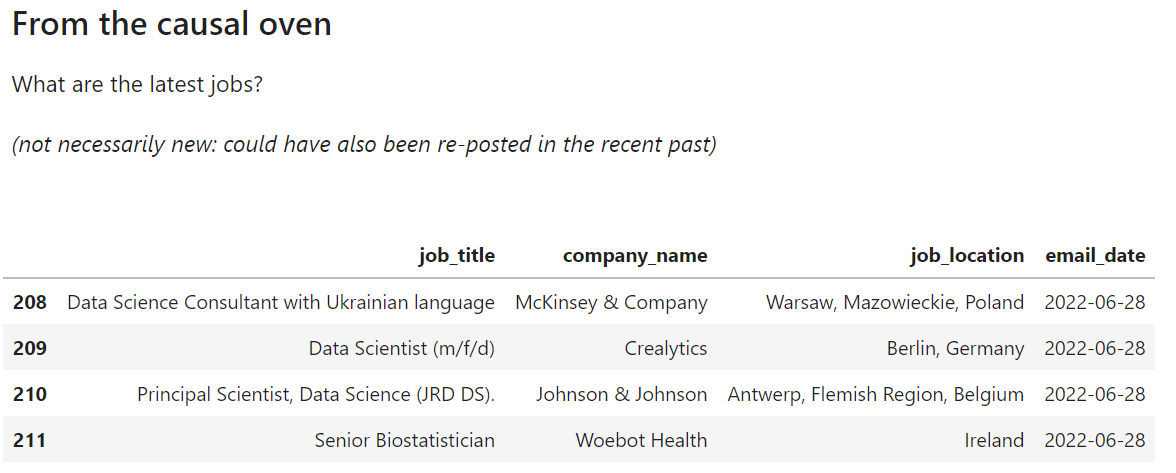 From the causal oven
What are the latest jobs?
(not necessarily new: could have also been re-posted in the recent past)
job_title company_name job_location email_date
208 Data Science Consultant with Ukrainian language McKinsey & Company Warsaw, Mazowieckie, Poland 2022-06-28
209 Data Scientist (m/f/d) Crealytics Berlin, Germany 2022-06-28
210 Principal Scientist, Data Science (JRD DS). Johnson & Johnson Antwerp, Flemish Region, Belgium 2022-06-28
211 Senior Biostatistician Woebot Health Ireland 2022-06-28